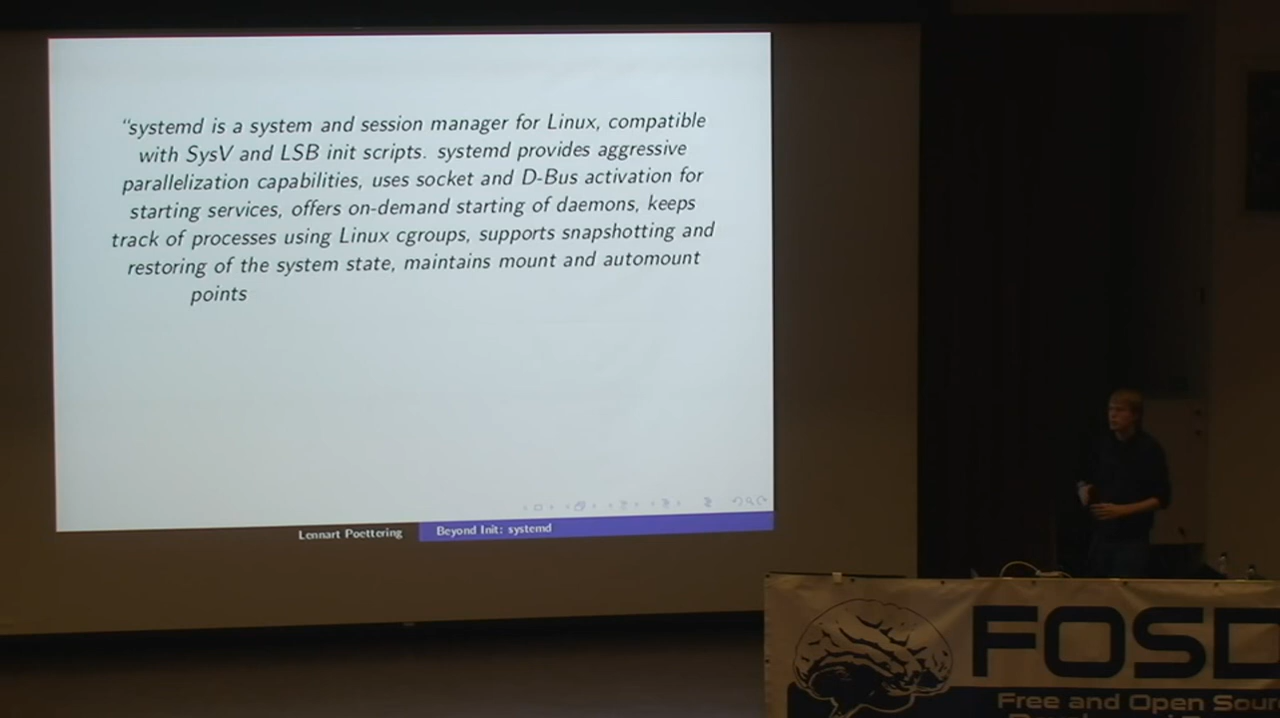 “systemd is a system and session manager for Linux, compatible
with SysV and LSB init scripts. systemd provides aggressive
parallelization capabilities, uses socket and D-Bus activation for
starting services, offers on-demand starting of daemons, keeps
track of processes using Linux cgroups, supports snapshotting and
restoring of the system state, maintains mount and automount
points
Lennart Poettering
Beyond Init: systemd
FOSD
Free and Open Sour